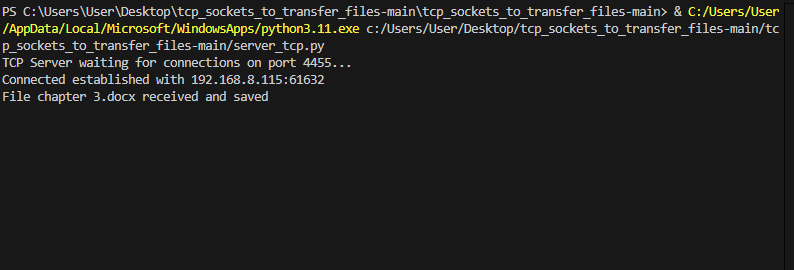 PS C:\Users\User\Desktop\tcp_sockets_to_transfer_files-main\tcp_sockets_to_transfer_files-main> & C:/Users/User
/AppData/Local/Microsoft/WindowsApps/python3.11.exe c:/Users/User/Desktop/tcp_sockets_to_transfer_files-main/tc
p_sockets_to_transfer_files-main/server_tcp.py
TCP Server waiting for connections on port 4455...
Connected established with 192.168.8.115:61632
File chapter 3.docx received and saved